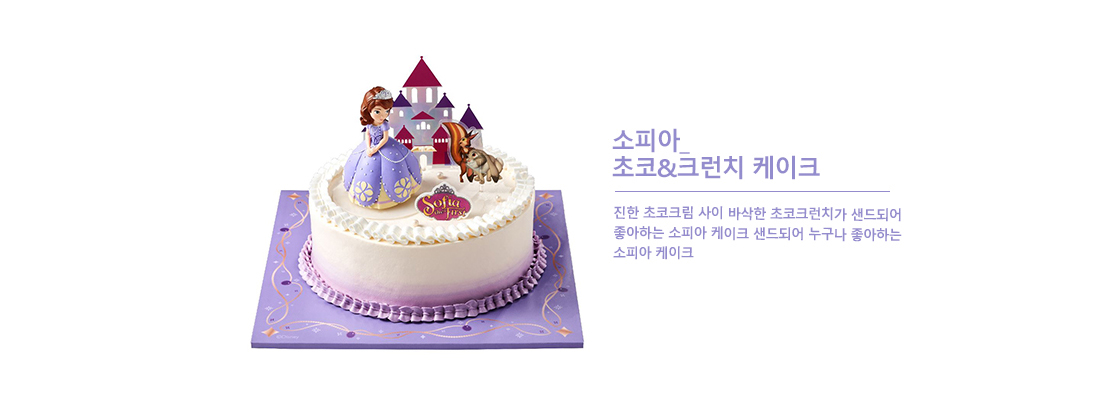 Sofia
the First
소피아_
초코&크런치 케이크
진한 초코크림 사이 바삭한 초코크런치가 샌드되어
좋아하는 소피아 케이크 샌드되어 누구나 좋아하는
소피아 케이크